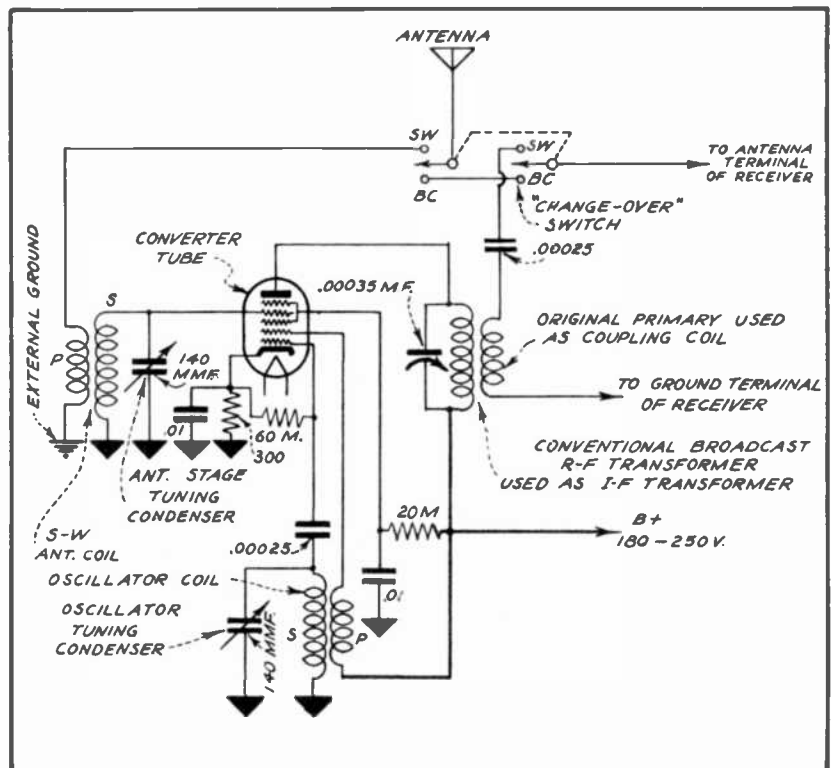 ANTENNA
SW
SW
TO ANTENNA
TERMINAL
OF RECEIVER
BC
BC
"CHANGE-OVER"
SWITCH
.00025
EXTERNAL GROUND
CONVERTER
TUBE
.00035 MF.
S
P
140
MMF.
ORIGINAL PRIMARY USED
AS COUPLING COIL
TO GROUND TERMINAL
OF RECEIVER
.01
60 M.
300
ANT. STAGE
TUNING
CONDENSER
CONVENTIONAL BROADCAST
R-F TRANSFORMER
USED AS I-F TRANSFORMER
S-W
ANT. COIL
20M
B+
180-250 V.
.00025
OSCILLATOR COIL
.01
OSCILLATOR
TUNING
CONDENSER
140 MMF.
S
P